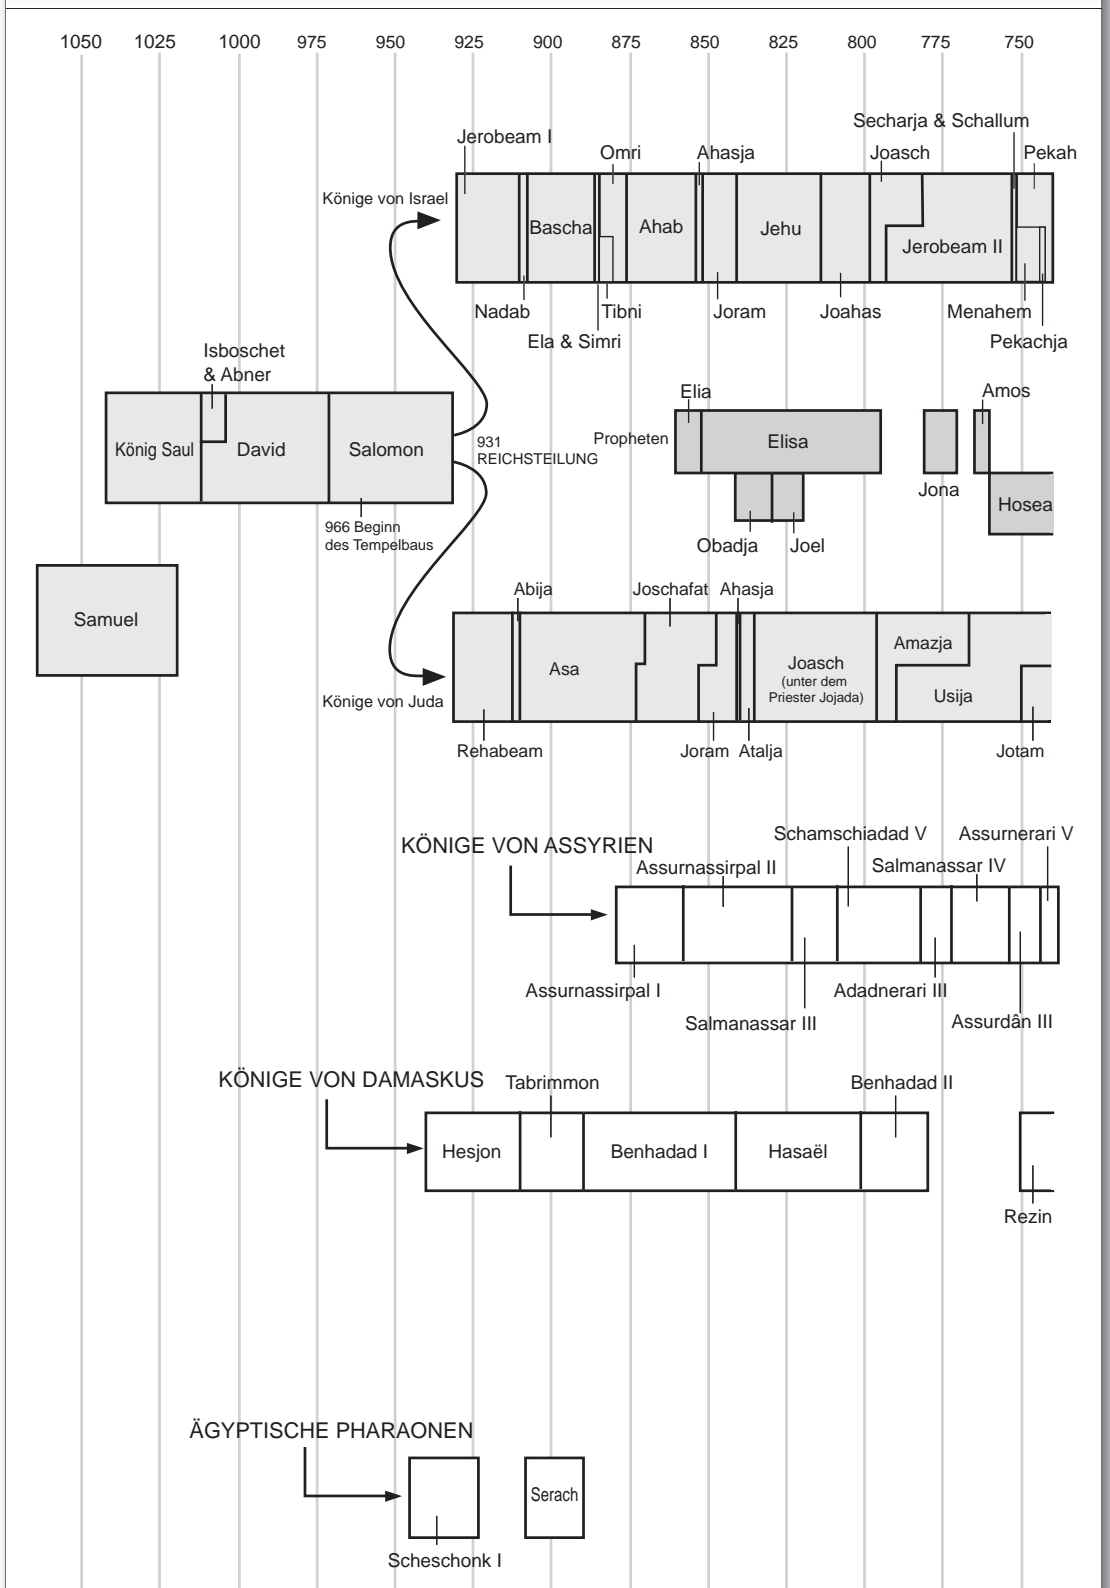 1050 1025 1000 975 950 925 900 875 850 825 800 775 750
Secharja & Schallum
Jerobeam I
Omri
Ahasja
Joasch
Pekah
Könige von Israel
Bascha
Ahab
Jehu
Jerobeam II
Nadab
Tibni
Joram
Joahas
Menahem
Ela & Simri
Pekachja
Isboschet
& Abner
König Saul
David
Salomon
931
REICHSTEILUNG
966 Beginn
des Tempelbaus
Propheten
Elia
Elisa
Amos
Jona
Hosea
Obadja
Joel
Samuel
Abija
Joschafat
Ahasja
Asa
Joasch
(unter dem
Priester Jojada)
Amazja
Usija
Könige von Juda
Rehabeam
Joram
Atalja
Jotam
KÖNIGE VON ASSYRIEN
Schamschiadad V
Assurnerari V
Assurnassirpal II
Salmanassar IV
Assurnassirpal I
Adadnerari III
Salmanassar III
Assurdân III
KÖNIGE VON DAMASKUS
Tabrimmon
Benhadad II
Hesjon
Benhadad I
Hasaël
Rezin
ÄGYPTISCHE PHARAONEN
Serach
Scheschonk I